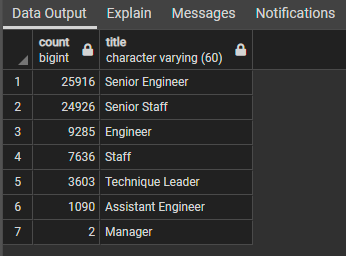 Data Output Explain Messages Notifications
count title
bigint character varying (60)
1 25916 Senior Engineer
2 24926 Senior Staff
3 9285 Engineer
4 7636 Staff
5 3603 Technique Leader
6 1090 Assistant Engineer
7 2 Manager